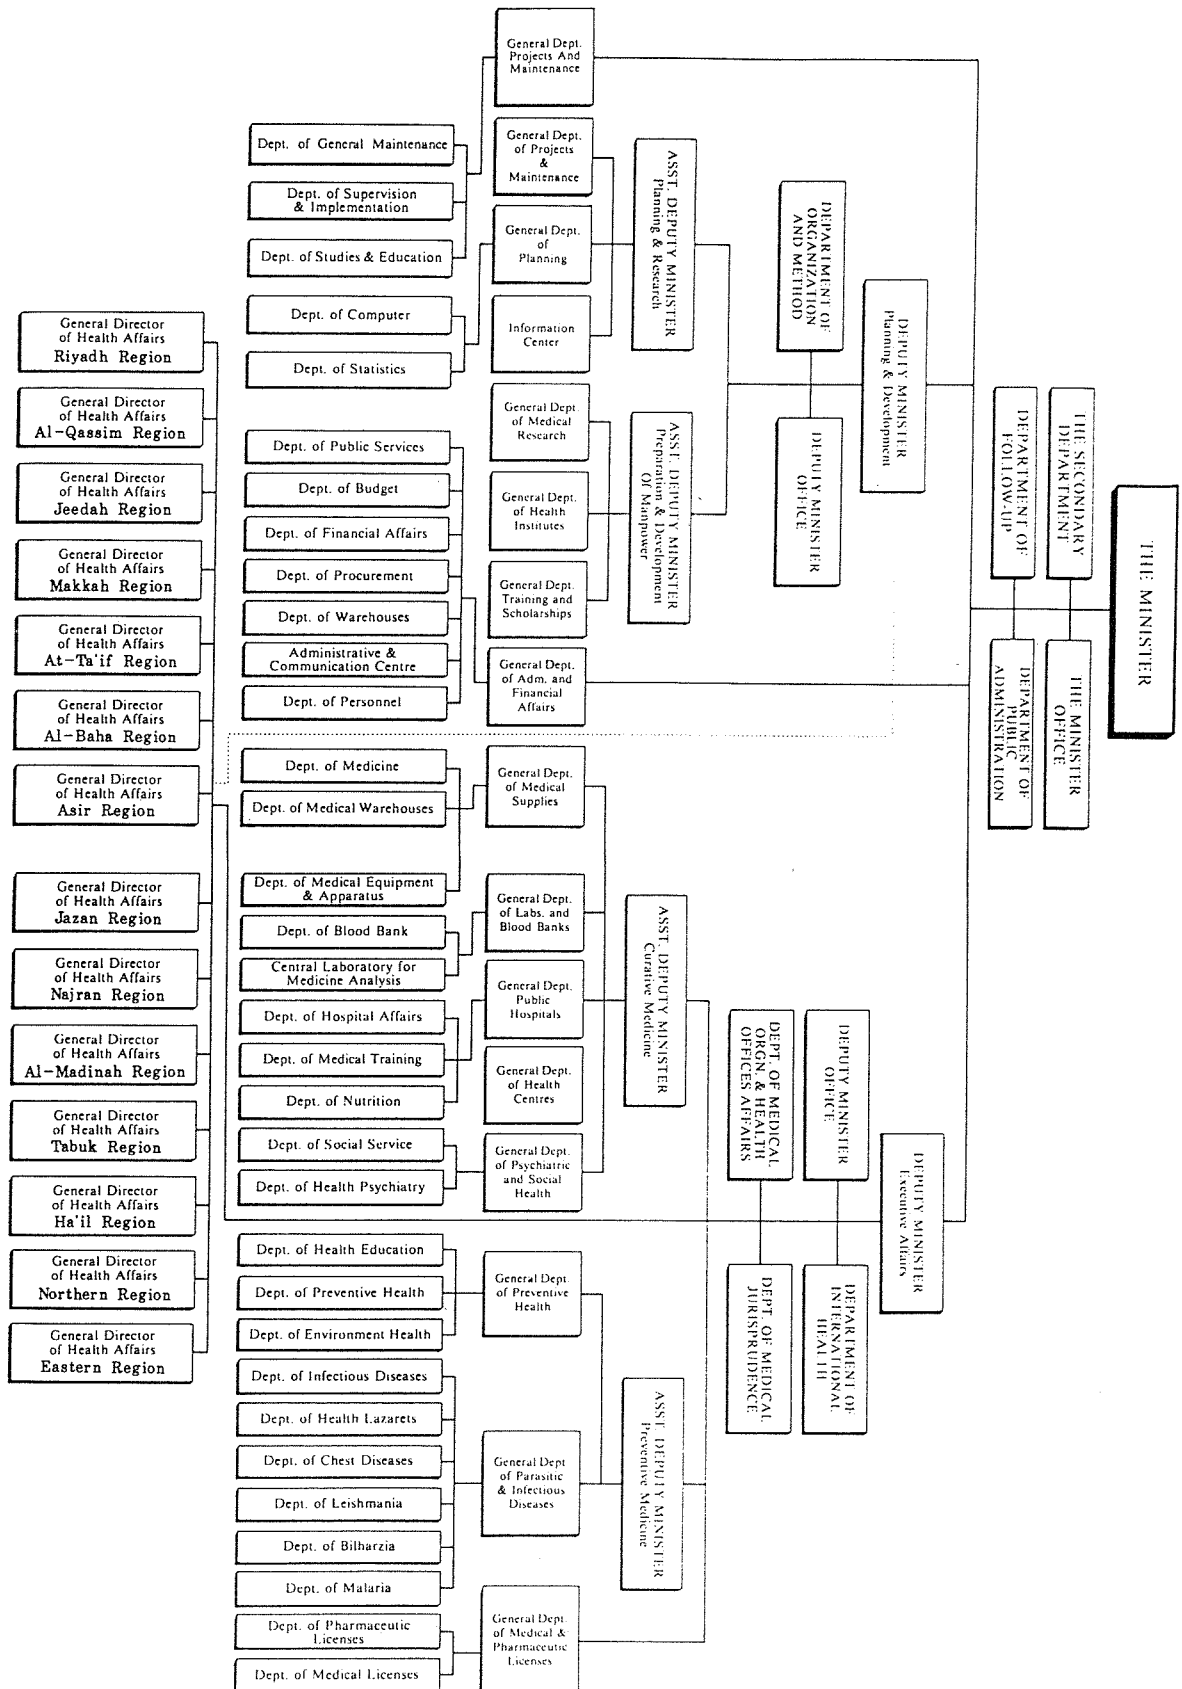 THE MINISTER
THE SECONDARY
DEPARTMENT
THE MINISTER
OFFICE
DEPARTMENT OF
FOLLOW-UP
DEPARTMENT OF
PUBLIC
ADMINISTRATION
DEPUTY MINISTER
Planning & Development
DEPARTMENT OF
ORGANIZATION
AND METHOD
DEPUTY MINISTER
OFFICE
ASST. DEPUTY MINISTER
Planning & Research
ASSE. DEPUTY MINISTER
Preparation & Development
Of Manpower
DEPUTY MINISTER
Executive Affairs
DEPUTY MINISTER
OFFICE
DEPARTMENT OF
INTERNATIONAL
HEALTH
DEPT. OF MEDICAL
ORGN. & HEALTH
OFFICES AFFAIRS
DEPT. OF MEDICAL
JURISPRUDENCE
ASST. DEPUTY MINISTER
Curative Medicine
ASST. DEPUTY MINISTER
Preventive Medicine
General Dept.
Projects And
Maintenance
General Dept.
of Projects
&
Maintenance
General Dept.
of
Planning
Information
Center
General Dept.
of Medical
Research
General Dept.
of Health
Institutes
General Dept.
Training and
Scholarships
General Dept.
of Adm. and
Financial
Affairs
General Dept.
of Medical
Supplies
General Dept.
of Labs. and
Blood Banks
General Dept.
Public
Hospitals
General Dept.
of Health
Centres
General Dept.
of Psychiatric
and Social
Health
General Dept.
of Preventive
Health
General Dept
of Parasitic
& Infectious
Diseases
General Dept.
of Medical &
Pharmaceutic
Licenses
Dept. of General Maintenance
Dept. of Supervision
& Implementation
Dept. of Studies & Education
Dept. of Computer
Dept. of Statistics
Dept. of Public Services
Dept. of Budget
Dept. of Financial Affairs
Dept. of Procurement
Dept. of Warehouses
Administrative &
Communication Centre
Dept. of Personnel
Dept. of Medicine
Dept. of Medical Warehouses
Dept. of Medical Equipment
& Apparatus
Dept. of Blood Bank
Central Laboratory for
Medicine Analysis
Dept. of Hospital Affairs
Dept. of Medical Training
Dept. of Nutrition
Dept. of Social Service
Dept. of Health Psychiatry
Dept. of Health Education
Dept. of Preventive Health
Dept. of Environment Health
Dept. of Infectious Diseases
Dept. of Health Lazarets
Dept. of Chest Diseases
Dept. of Leishmania
Dept. of Bilharzia
Dept. of Malaria
Dept. of Pharmaceutic
Licenses
Dept. of Medical Licenses
General Director
of Health Affairs
Riyadh Region
General Director
of Health Affairs
Al-Qassim Region
General Director
of Health Affairs
Jeedah Region
General Director
of Health Affairs
Makkah Region
General Director
of Health Affairs
At-Ta'if Region
General Director
of Health Affairs
Al-Baha Region
General Director
of Health Affairs
Asir Region
General Director
of Health Affairs
Jazan Region
General Director
of Health Affairs
Najran Region
General Director
of Health Affairs
Al-Madinah Region
General Director
of Health Affairs
Tabuk Region
General Director
of Health Affairs
Ha'il Region
General Director
of Health Affairs
Northern Region
General Director
of Health Affairs
Eastern Region